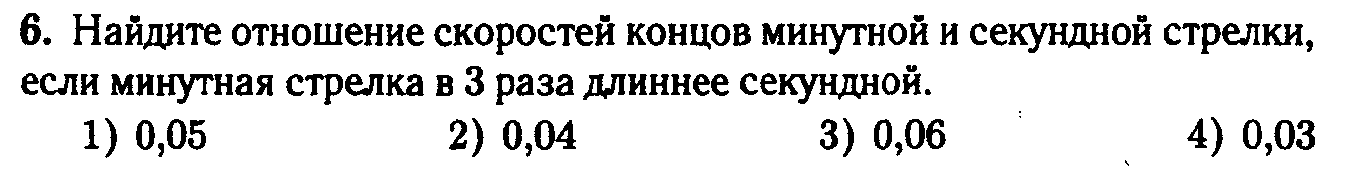 6. Найдите отношение скоростей концов минутной и секундной стрелки,
если минутная стрелка в 3 раза длиннее секундной.
1) 0,05 2) 0,04 3) 0,06 4) 0,03